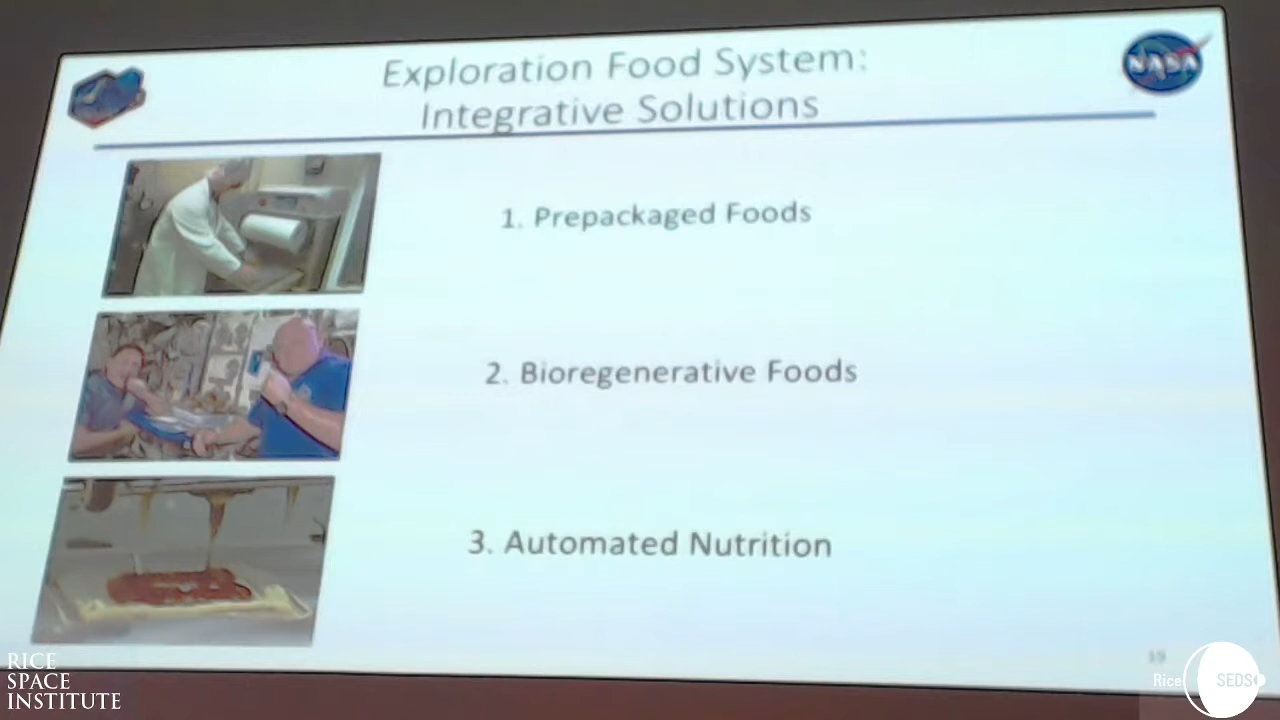 Exploration Food System:
Integrative Solutions
NASA
1. Prepackaged Foods
2. Bioregenerative Foods
3. Automated Nutrition
19
RICE
SPACE
INSTITUTE
Rice SEDS